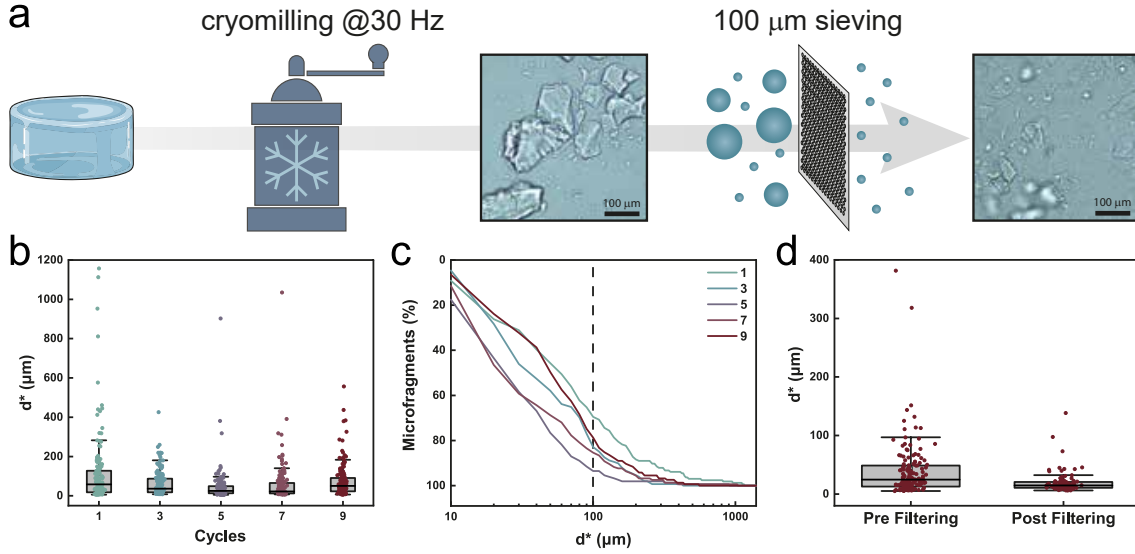 a
cryomilling @30 Hz
100 μm sieving
100 μm
100 μm
b
1200
1000
800
600
400
200
0
d* (μm)
1
3
5
7
9
Cycles
c
0
20
40
60
80
100
Microfragments (%)
10
100
1000
d* (μm)
1
3
5
7
9
d
400
300
200
100
0
d* (μm)
Pre Filtering
Post Filtering